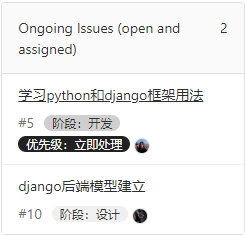 Ongoing Issues (open and 2
assigned)
学习python和django框架用法
#5 阶段：开发
优先级：立即处理
django后端模型建立
#10 阶段：设计